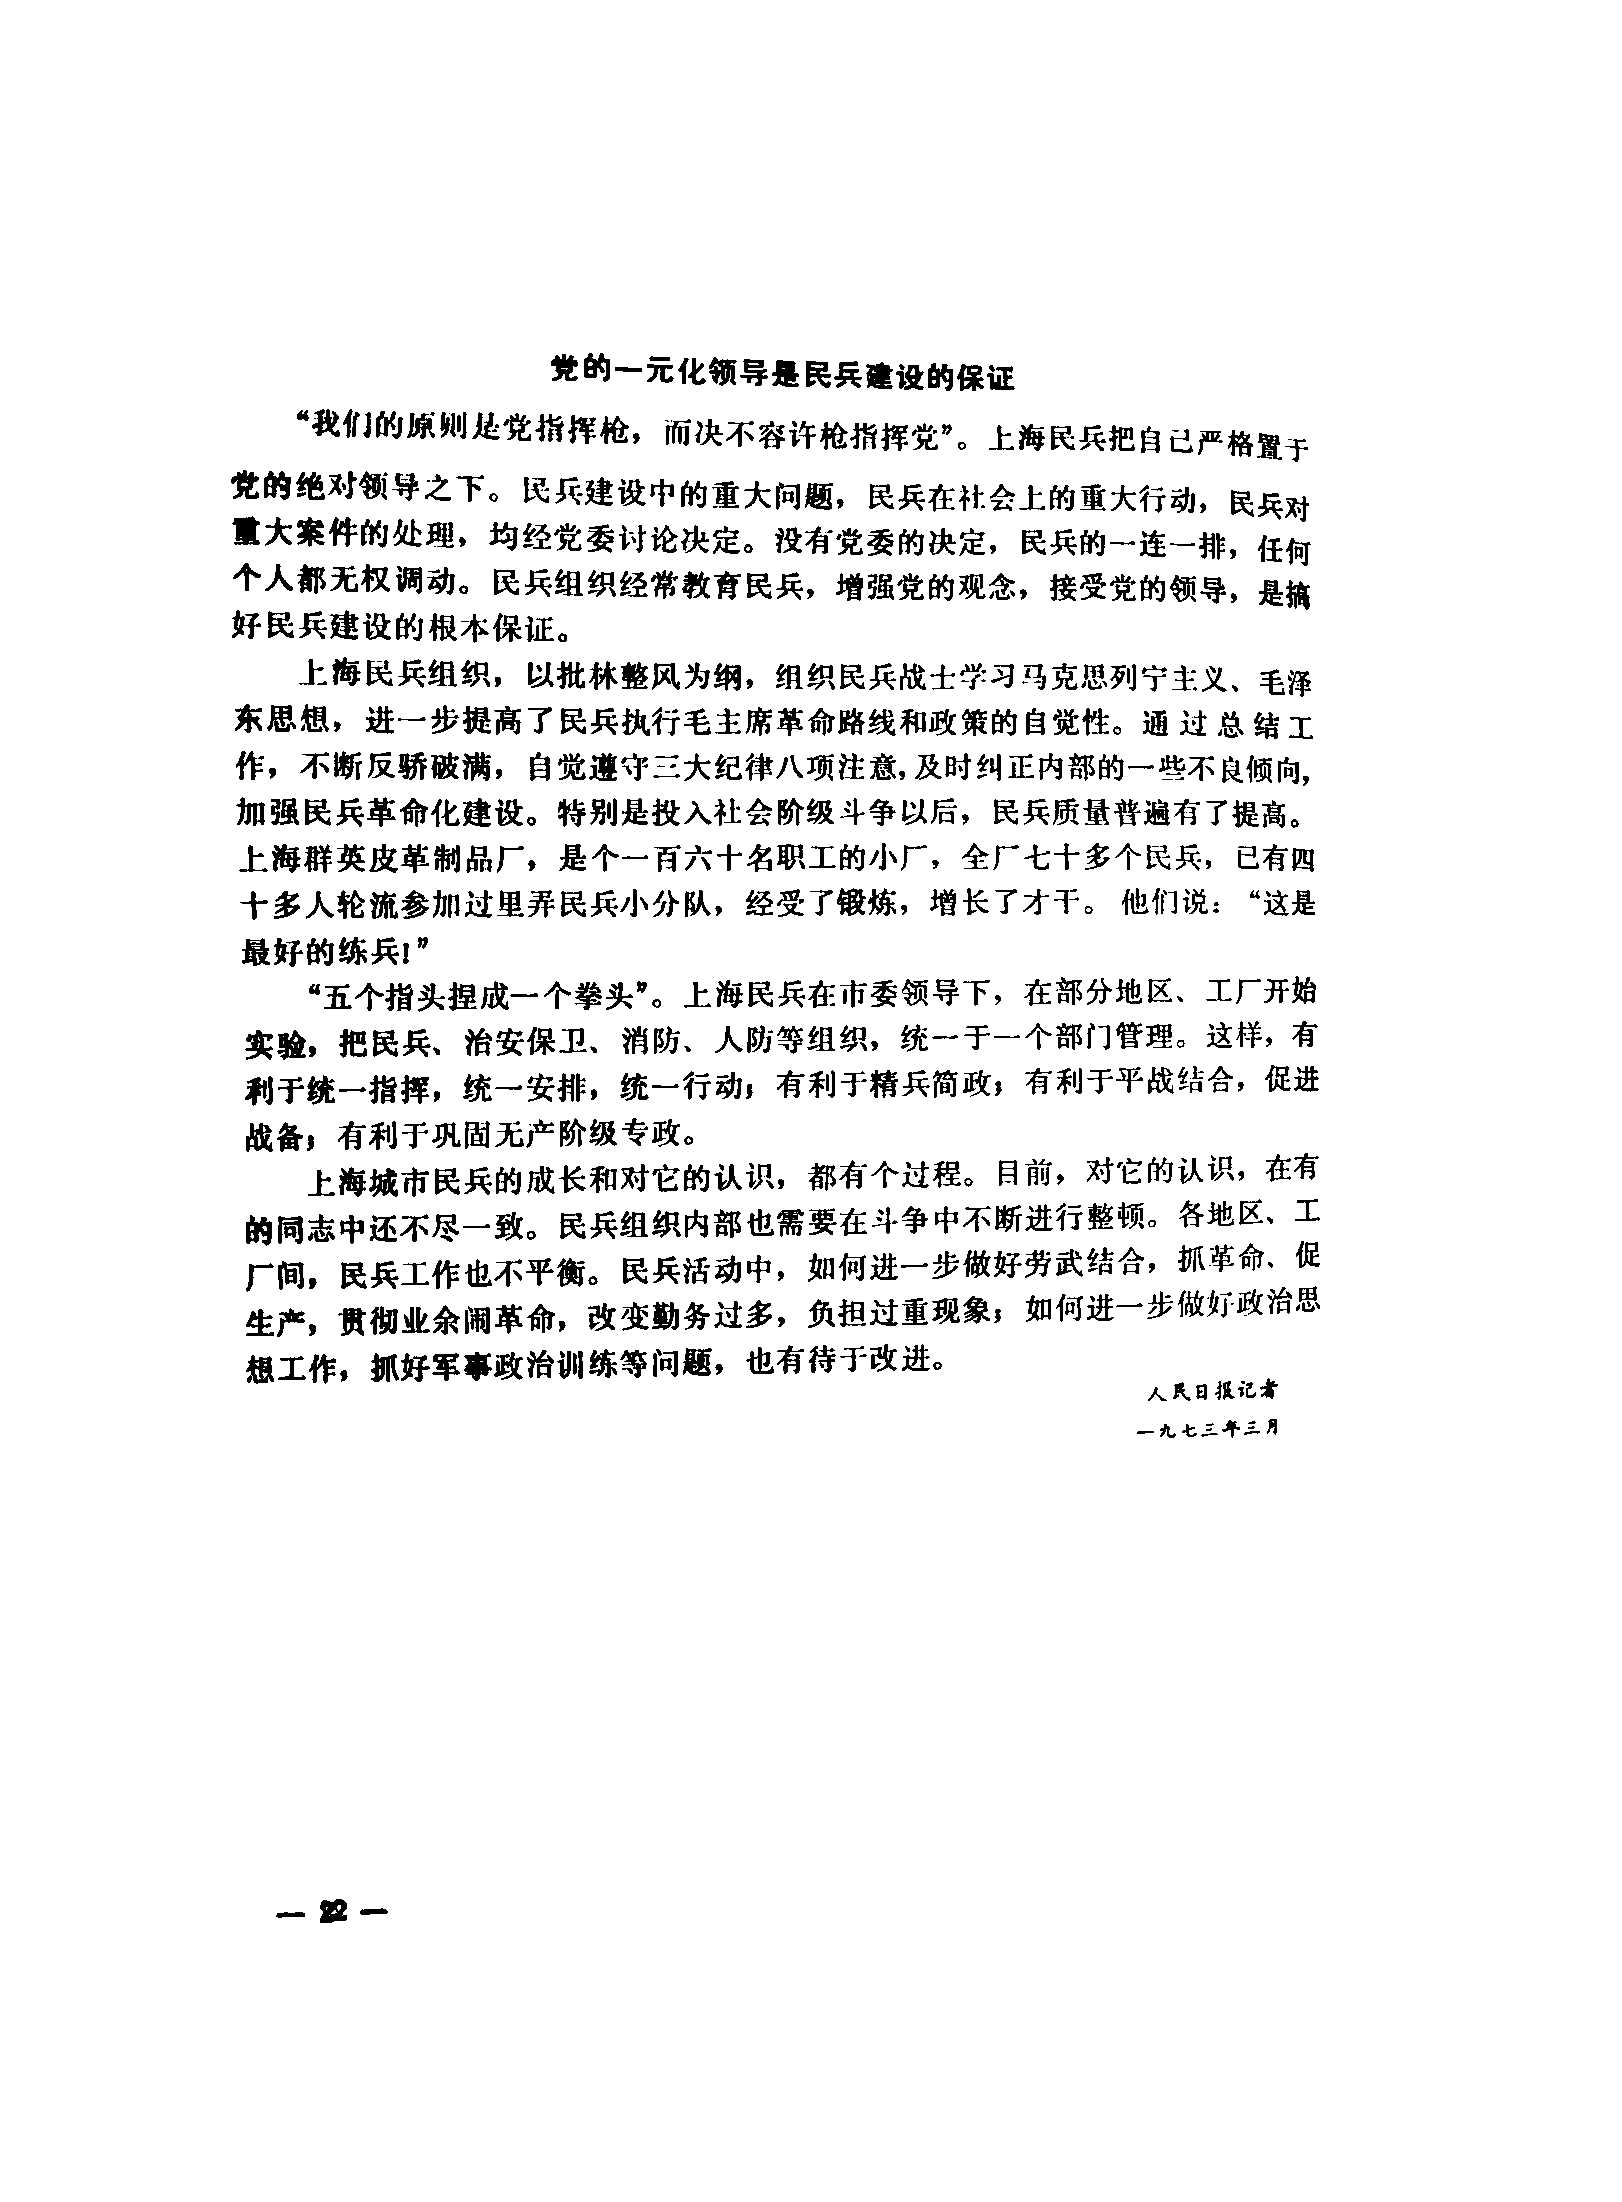 党的一元化领导是民兵建设的保证
“我们的原则是党指挥枪，而决不容许枪指挥党”。上海民兵把自己严格置于
党的绝对领导之下。民兵建设中的重大问题，民兵在社会上的重大行动，民兵对
重大案件的处理，均经党委讨论决定。没有党委的决定，民兵的一连一排，任何
个人都无权调动。民兵组织经常教育民兵，增强党的观念，接受党的领导，是搞
好民兵建设的根本保证。
上海民兵组织，以批林整风为纲，组织民兵战士学习马克思列宁主义、毛泽
东思想，进一步提高了民兵执行毛主席革命路线和政策的自觉性。通过总结工
作，不断反骄破满，自觉遵守三大纪律八项注意，及时纠正内部的一些不良倾向，
加强民兵革命化建设。特别是投入社会阶级斗争以后，民兵质量普遍有了提高。
上海群英皮革制品厂，是个一百六十名职工的小厂，全厂七十多个民兵，已有四
十多人轮流参加过里弄民兵小分队，经受了锻炼，增长了才干。他们说：“这是
最好的练兵！”
“五个指头捏成一个拳头”。上海民兵在市委领导下，在部分地区、工厂开始
实验，把民兵、治安保卫、消防、人防等组织，统一于一个部门管理。这样，有
利于统一指挥，统一安排，统一行动；有利于精兵简政；有利于平战结合，促进
战备；有利于巩固无产阶级专政。
上海城市民兵的成长和对它的认识，都有个过程。目前，对它的认识，在有
的同志中还不尽一致。民兵组织内部也需要在斗争中不断进行整顿。各地区、工
厂间，民兵工作也不平衡。民兵活动中，如何进一步做好劳武结合，抓革命、促
生产，贯彻业余闹革命，改变勤务过多，负担过重现象；如何进一步做好政治思
想工作，抓好军事政治训练等问题，也有待于改进。
人民日报记者
一九七三年三月
— 22 —